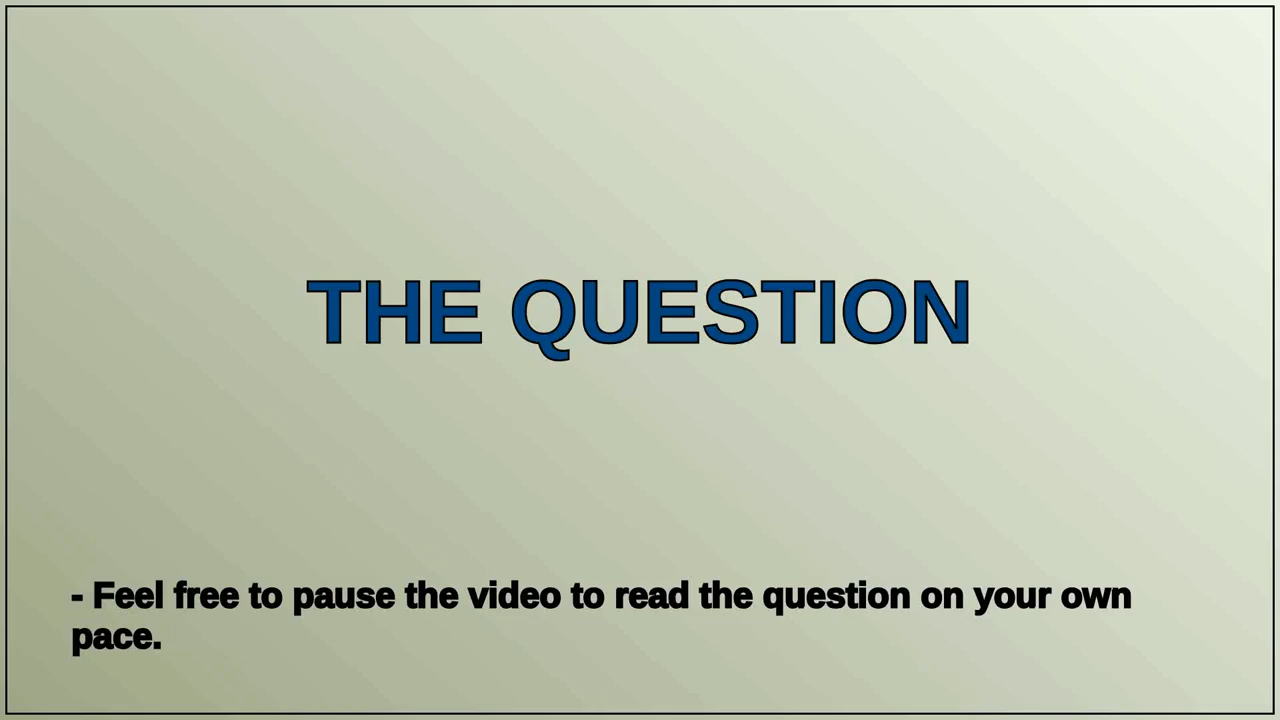 THE QUESTION
- Feel free to pause the video to read the question on your own
pace.